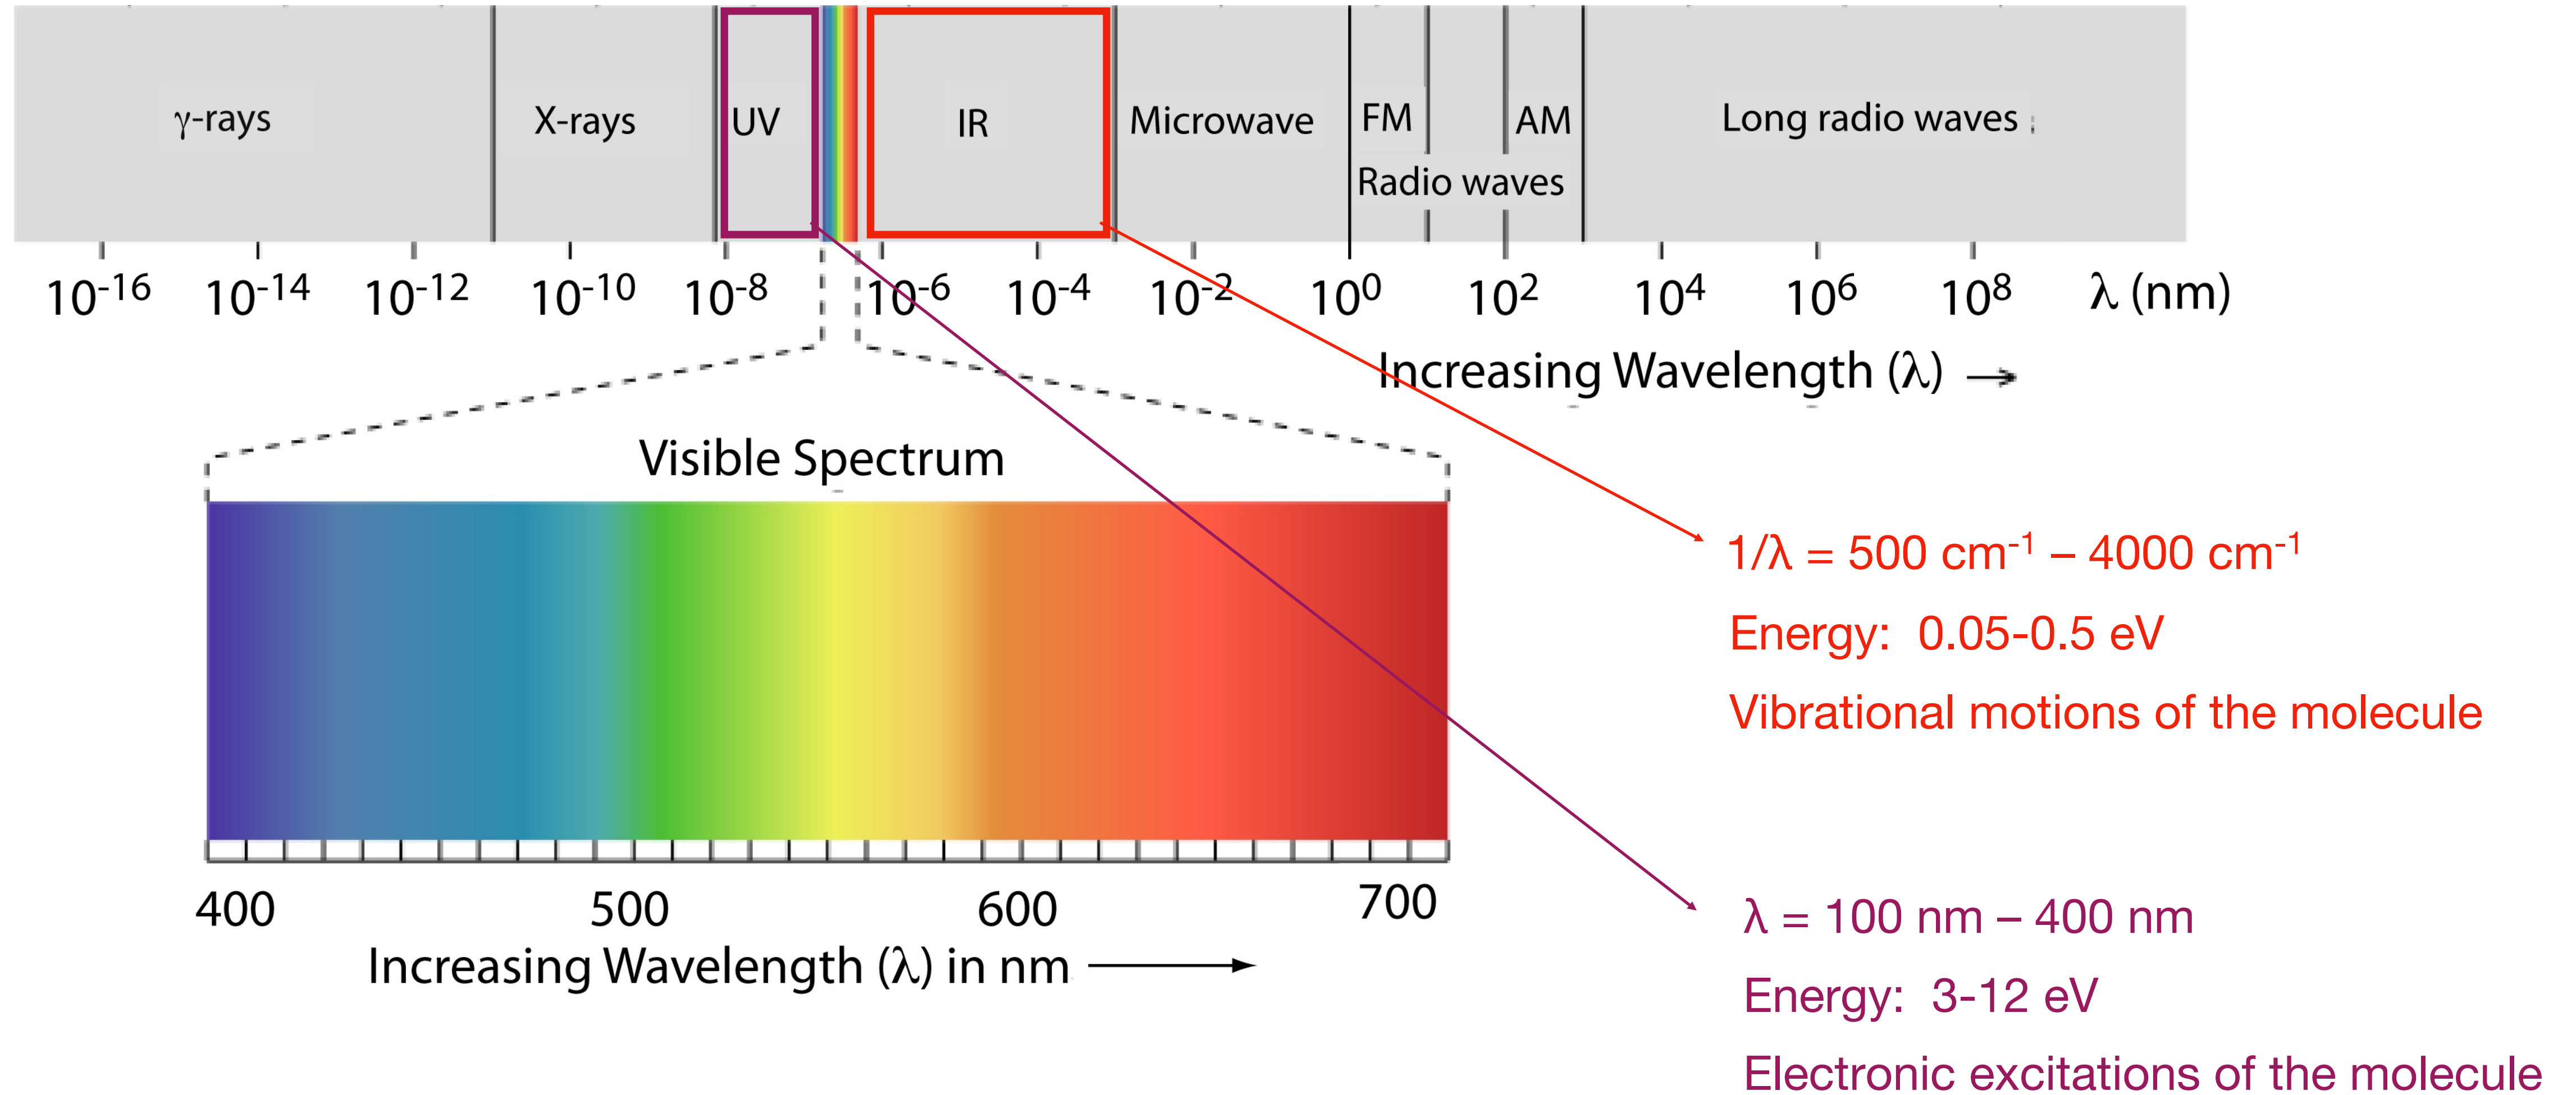 γ-rays X-rays UV IR Microwave FM AM Long radio waves
Radio waves
10⁻¹⁶ 10⁻¹⁴ 10⁻¹² 10⁻¹⁰ 10⁻⁸ 10⁻⁶ 10⁻⁴ 10⁻² 10⁰ 10² 10⁴ 10⁶ 10⁸ λ (nm)
Increasing Wavelength (λ) →
Visible Spectrum
400 500 600 700
Increasing Wavelength (λ) in nm ⟶
1/λ = 500 cm⁻¹ – 4000 cm⁻¹
Energy: 0.05-0.5 eV
Vibrational motions of the molecule
λ = 100 nm – 400 nm
Energy: 3-12 eV
Electronic excitations of the molecule